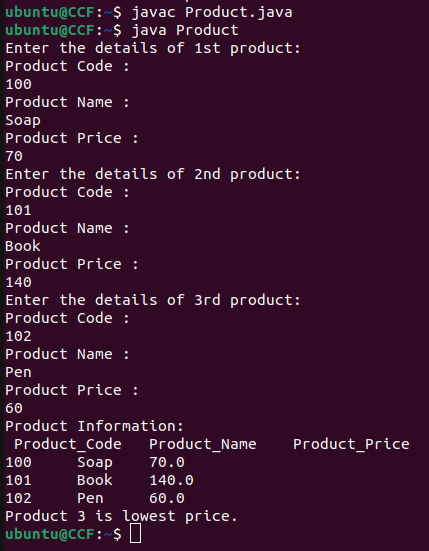 ubuntu@CCF:~$ javac Product.java
ubuntu@CCF:~$ java Product
Enter the details of 1st product:
Product Code :
100
Product Name :
Soap
Product Price :
70
Enter the details of 2nd product:
Product Code :
101
Product Name :
Book
Product Price :
140
Enter the details of 3rd product:
Product Code :
102
Product Name :
Pen
Product Price :
60
Product Information:
 Product_Code   Product_Name    Product_Price
100     Soap    70.0
101     Book    140.0
102     Pen     60.0
Product 3 is lowest price.
ubuntu@CCF:~$